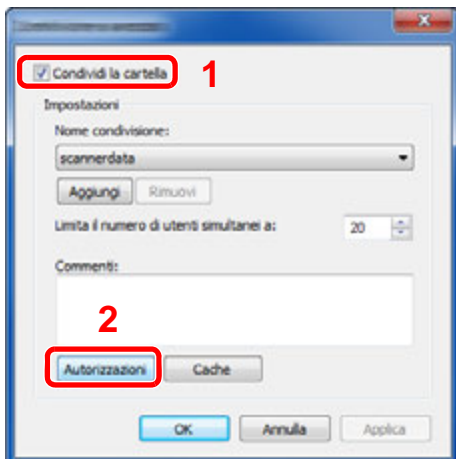 Condividi la cartella 1
Impostazioni
Nome condivisione:
scannerdata
Aggiungi Rimuovi
Limita il numero di utenti simultanei a: 20
Commenti:
2
Autorizzazioni Cache
OK Annulla Applica